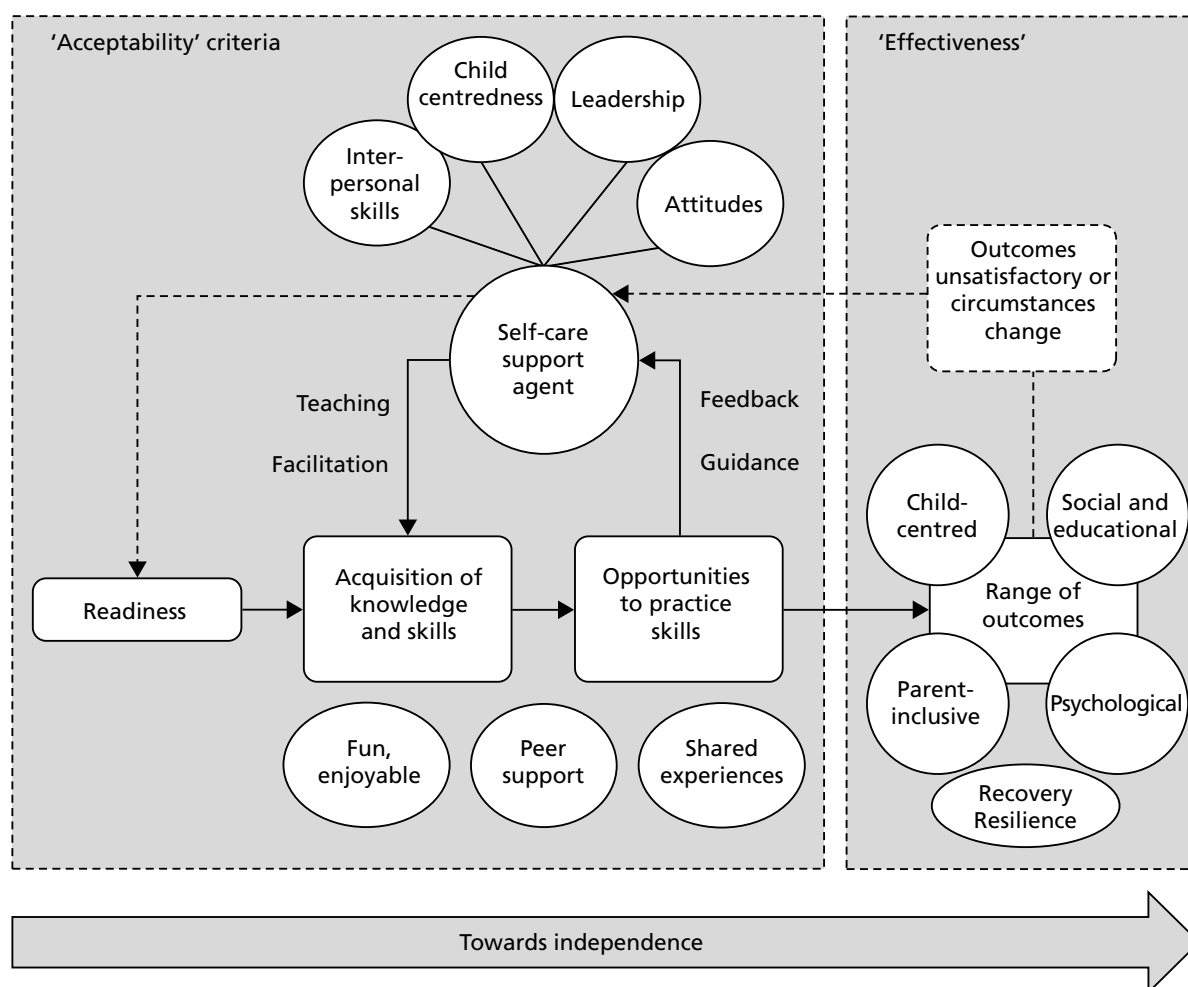 ‘Acceptability’ criteria
‘Effectiveness’
Child
centredness
Leadership
Inter-
personal
skills
Attitudes
Outcomes
unsatisfactory or
circumstances
change
Self-care
support
agent
Teaching
Facilitation
Feedback
Guidance
Child-
centred
Social and
educational
Readiness
Acquisition of
knowledge
and skills
Opportunities
to practice
skills
Range of
outcomes
Parent-
inclusive
Psychological
Fun,
enjoyable
Peer
support
Shared
experiences
Recovery
Resilience
Towards independence